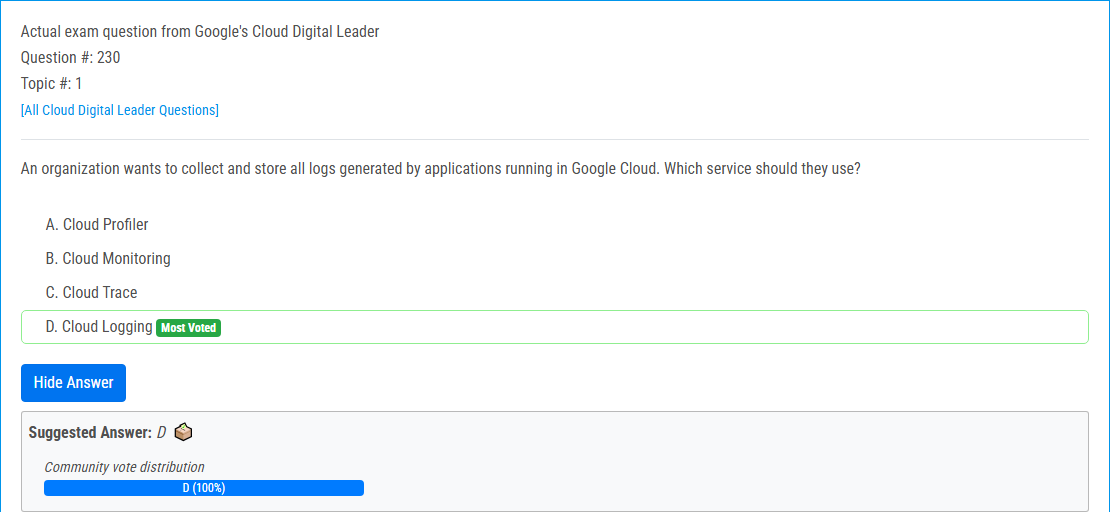 Actual exam question from Google's Cloud Digital Leader
Question #: 230
Topic #: 1
[All Cloud Digital Leader Questions]
An organization wants to collect and store all logs generated by applications running in Google Cloud. Which service should they use?
A. Cloud Profiler
B. Cloud Monitoring
C. Cloud Trace
D. Cloud Logging Most Voted
Hide Answer
Suggested Answer: D
Community vote distribution
D (100%)